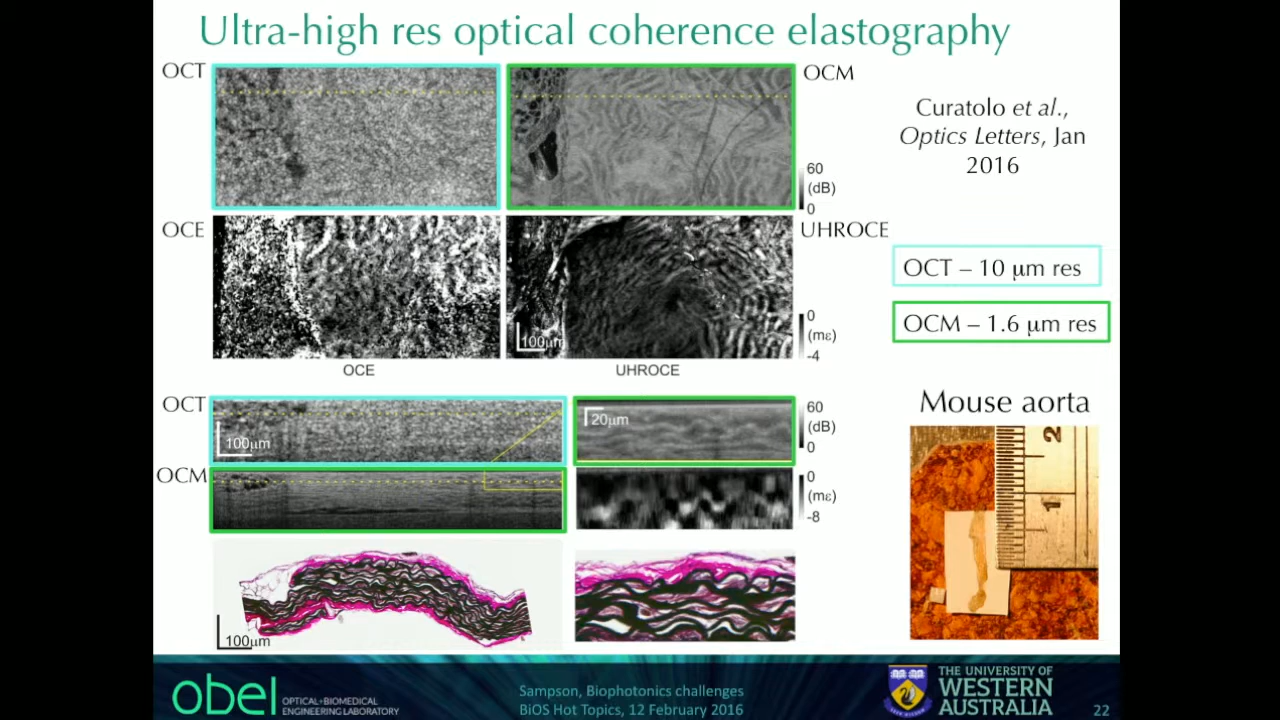 Ultra-high res optical coherence elastography
OCT
OCM
Curatolo et al.,
Optics Letters, Jan
2016
60
(dB)
0
OCE
UHROCE
OCT – 10 µm res
OCM – 1.6 µm res
100µm
0
(mε)
-4
OCE
UHROCE
OCT
100µm
20µm
60
(dB)
0
Mouse aorta
OCM
0
(mε)
-8
2
1
100µm
obel
OPTICAL+BIOMEDICAL
ENGINEERING LABORATORY
Sampson, Biophotonics challenges
BiOS Hot Topics, 12 February 2016
THE UNIVERSITY OF
WESTERN
AUSTRALIA
22